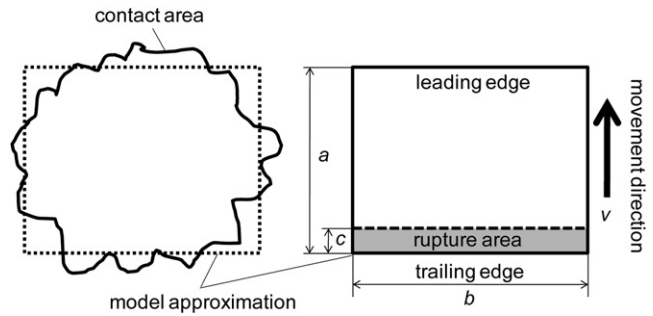 contact area
leading edge
a
movement direction
v
c
rupture area
trailing edge
b
model approximation